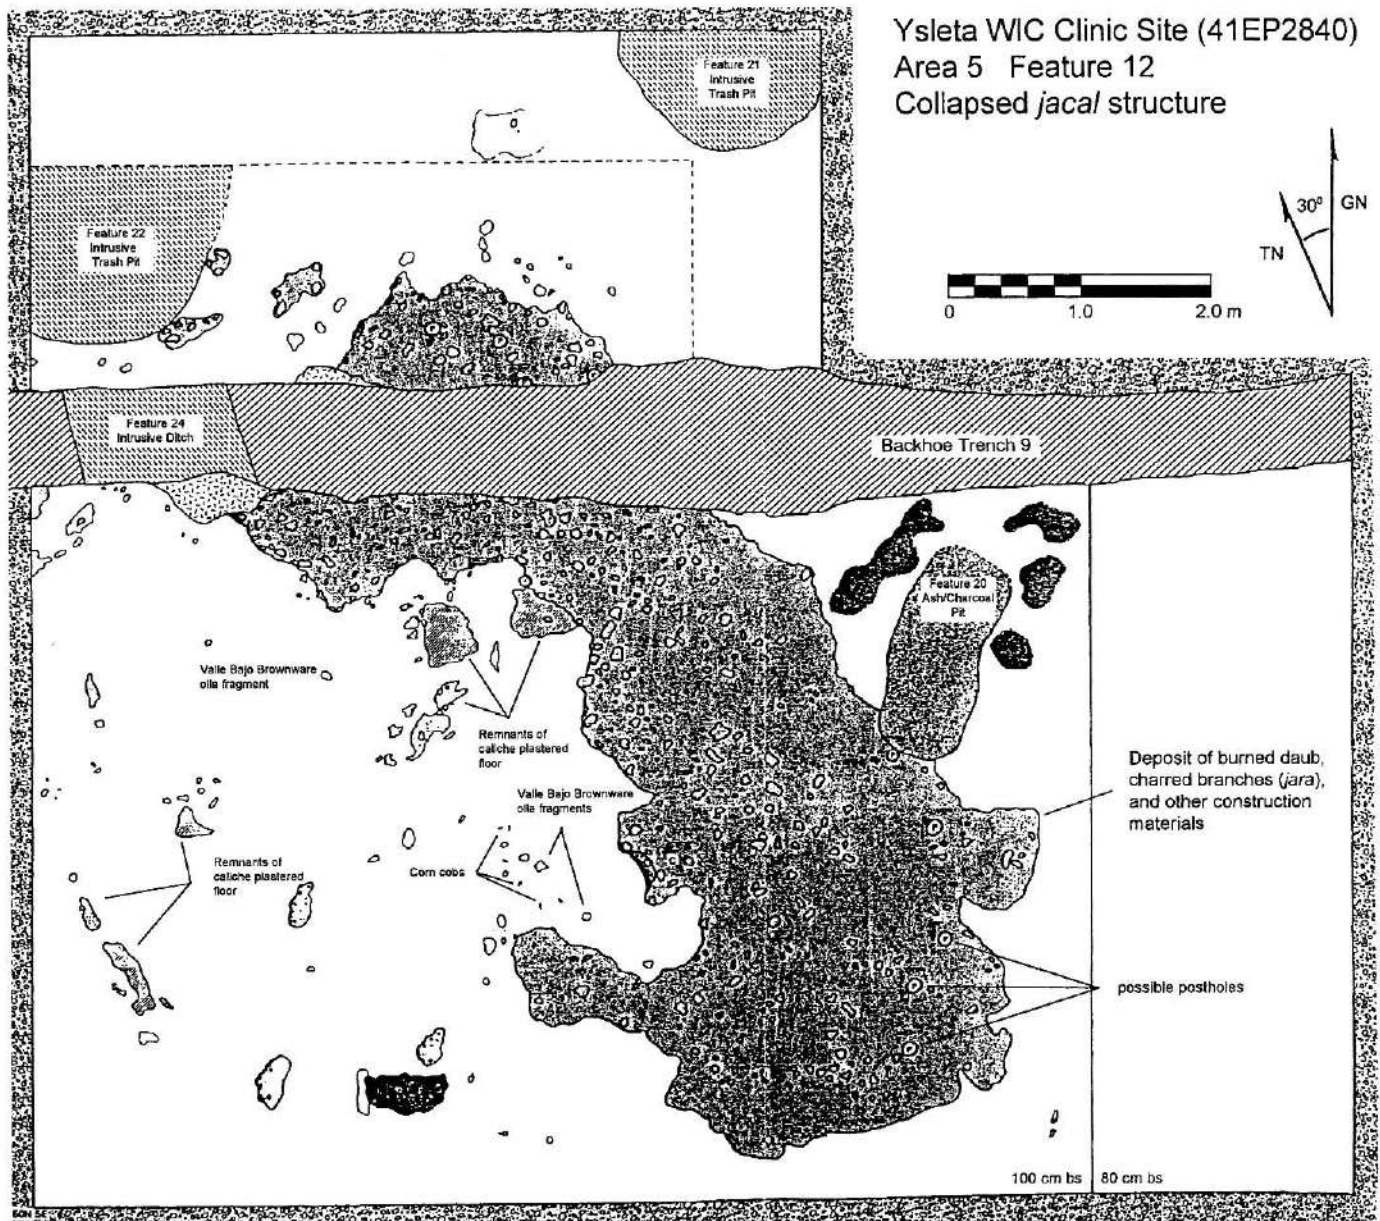 Ysleta WIC Clinic Site (41EP2840)
Area 5 Feature 12
Collapsed jacal structure
Feature 21
Intrusive
Trash Pit
30°
GN
TN
0
1.0
2.0 m
Feature 22
Intrusive
Trash Pit
Feature 24
Intrusive Ditch
Backhoe Trench 9
Feature 20
Ash/Charcoal
Pit
Valle Bajo Brownware
olla fragment
Remnants of
caliche plastered
floor
Deposit of burned daub,
charred branches (jara),
and other construction
materials
Valle Bajo Brownware
olla fragments
Remnants of
caliche plastered
floor
Corn cobs
possible postholes
100 cm bs
80 cm bs